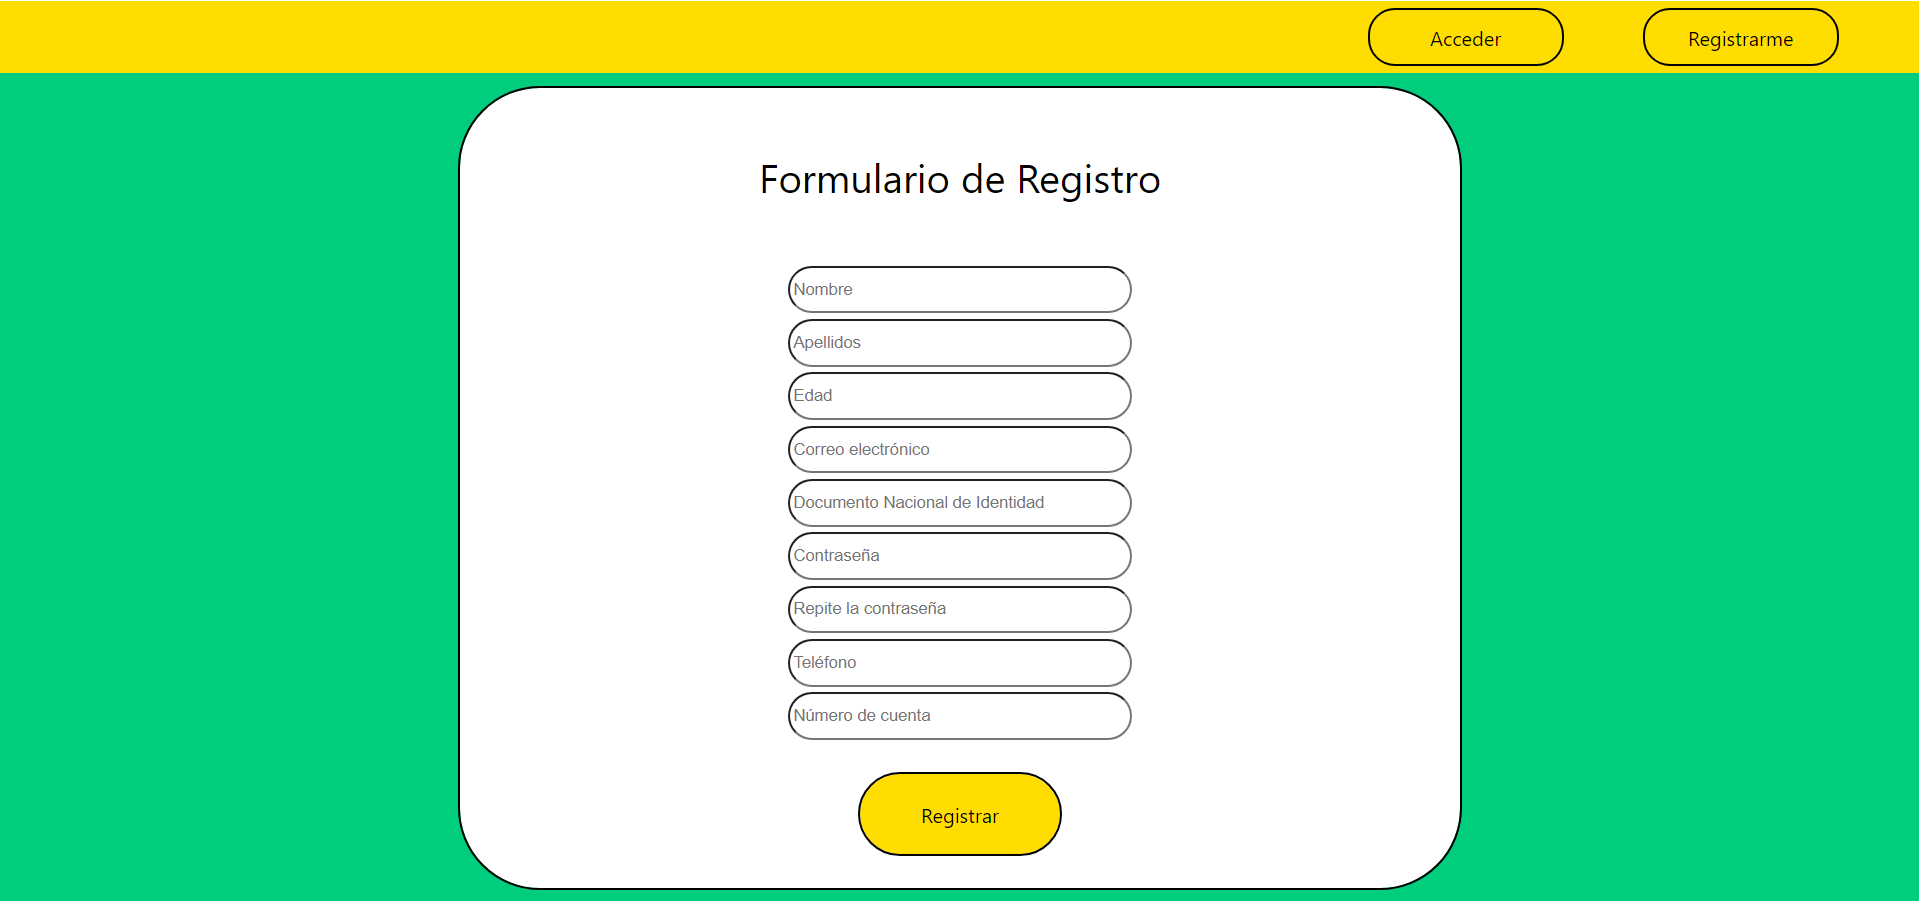 Acceder
Registrarme
Formulario de Registro
Nombre
Apellidos
Edad
Correo electrónico
Documento Nacional de Identidad
Contraseña
Repite la contraseña
Teléfono
Número de cuenta
Registrar